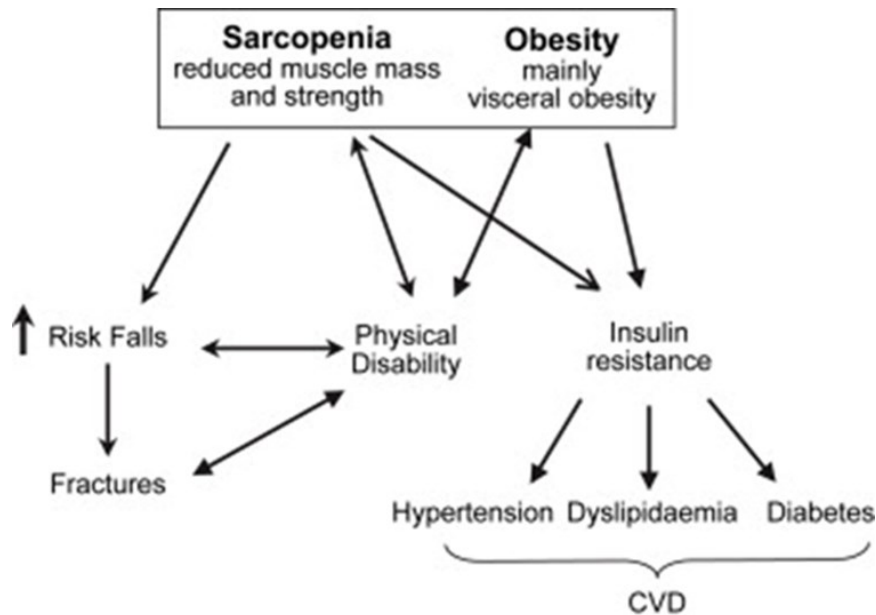 Sarcopenia
reduced muscle mass
and strength
Obesity
mainly
visceral obesity
Risk Falls
Physical
Disability
Insulin
resistance
Fractures
Hypertension
Dyslipidaemia
Diabetes
CVD